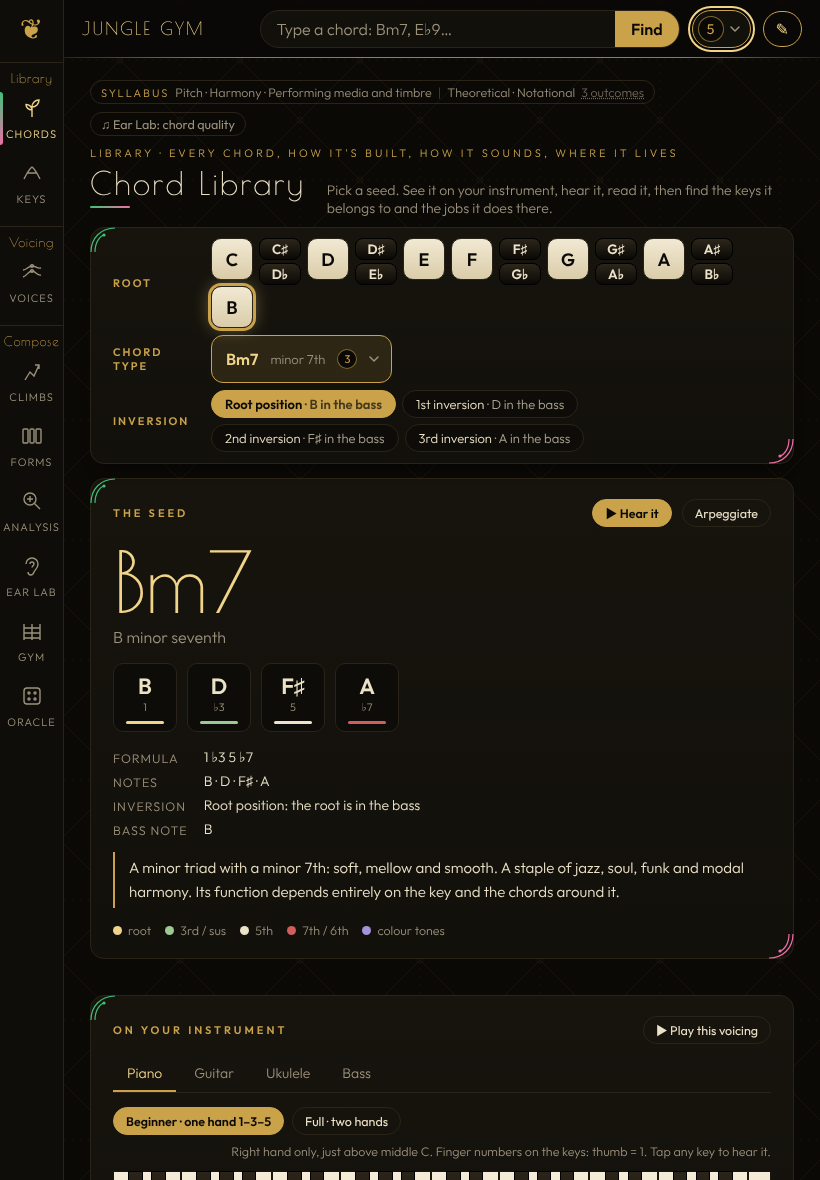 JUNGLE GYM
Type a chord: Bm7, E♭9…
Find
5
Library
CHORDS
KEYS
Voicing
VOICES
Compose
CLIMBS
FORMS
ANALYSIS
EAR LAB
GYM
ORACLE
SYLLABUS Pitch · Harmony · Performing media and timbre | Theoretical · Notational 3 outcomes
♫ Ear Lab: chord quality
LIBRARY · EVERY CHORD, HOW IT'S BUILT, HOW IT SOUNDS, WHERE IT LIVES
Chord Library
Pick a seed. See it on your instrument, hear it, read it, then find the keys it
belongs to and the jobs it does there.
ROOT
C C♯ D♭ D D♯ E♭ E F F♯ G♭ G G♯ A♭ A A♯ B♭
B
CHORD TYPE
Bm7 minor 7th 3
INVERSION
Root position · B in the bass
1st inversion · D in the bass
2nd inversion · F♯ in the bass
3rd inversion · A in the bass
THE SEED
▶ Hear it
Arpeggiate
Bm7
B minor seventh
B D F♯ A
1 ♭3 5 ♭7
FORMULA 1 ♭3 5 ♭7
NOTES B · D · F♯ · A
INVERSION Root position: the root is in the bass
BASS NOTE B
A minor triad with a minor 7th: soft, mellow and smooth. A staple of jazz, soul, funk and modal
harmony. Its function depends entirely on the key and the chords around it.
root 3rd / sus 5th 7th / 6th colour tones
ON YOUR INSTRUMENT
▶ Play this voicing
Piano Guitar Ukulele Bass
Beginner · one hand 1–3–5
Full · two hands
Right hand only, just above middle C. Finger numbers on the keys: thumb = 1. Tap any key to hear it.